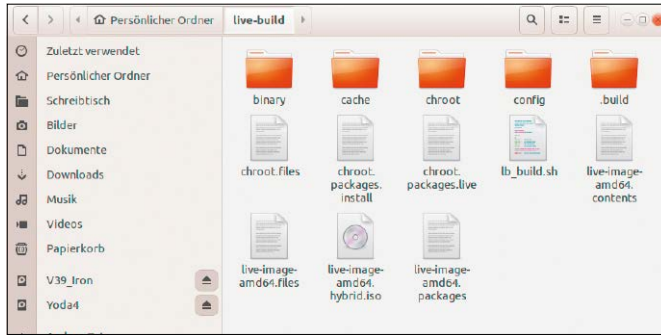 Persönlicher Ordner live-build
Zuletzt verwendet
Persönlicher Ordner
Schreibtisch
Bilder
Dokumente
Downloads
Musik
Videos
Papierkorb
V39_Iron
Yoda4
binary cache chroot config .build
chroot.files
chroot.
packages.
install
chroot.
packages.live
lb_build.sh
live-image-
amd64.
contents
live-image-
amd64.files
live-image-
amd64.
hybrid.iso
live-image-
amd64.
packages